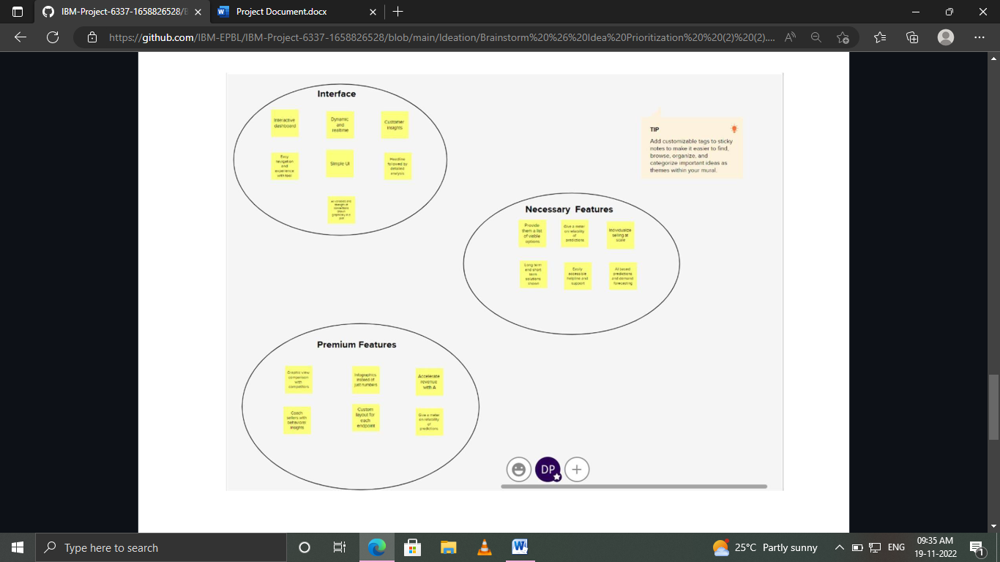 IBM-Project-6337-1658826528/B
Project Document.docx
https://github.com/IBM-EPBL/IBM-Project-6337-1658826528/blob/main/Ideation/Brainstorm%20%26%20Idea%20Prioritization%20%20(2)%20(2)....
Interface
Interactive
dashboard
Dynamic
and
realtime
Customer
Insights
Easy
navigation
and
experience
with tool
Simple UI
Headline
followed by
detailed
analysis
TIP
Add customizable tags to sticky
notes to make it easier to find,
browse, organize, and
categorize important ideas as
themes within your mural.
Necessary Features
Provide
them a list
of viable
options
Give a meter
on reliability
of
predictions
Individualize
selling at
scale
Long term
and short
term
solutions
Easily
accessible
helpline and
support
AI based
predictions
and demand
forecasting
Premium Features
Graphic view
comparison
with
competitors
Infographics
instead of
just numbers
Accelerate
revenue
with A
Coach
sellers with
behavioral
insights
Custom
layout for
each
endpoint
Give a meter
on reliability
of
predictions
DP
Type here to search
25°C Partly sunny
ENG
09:35 AM
19-11-2022
1